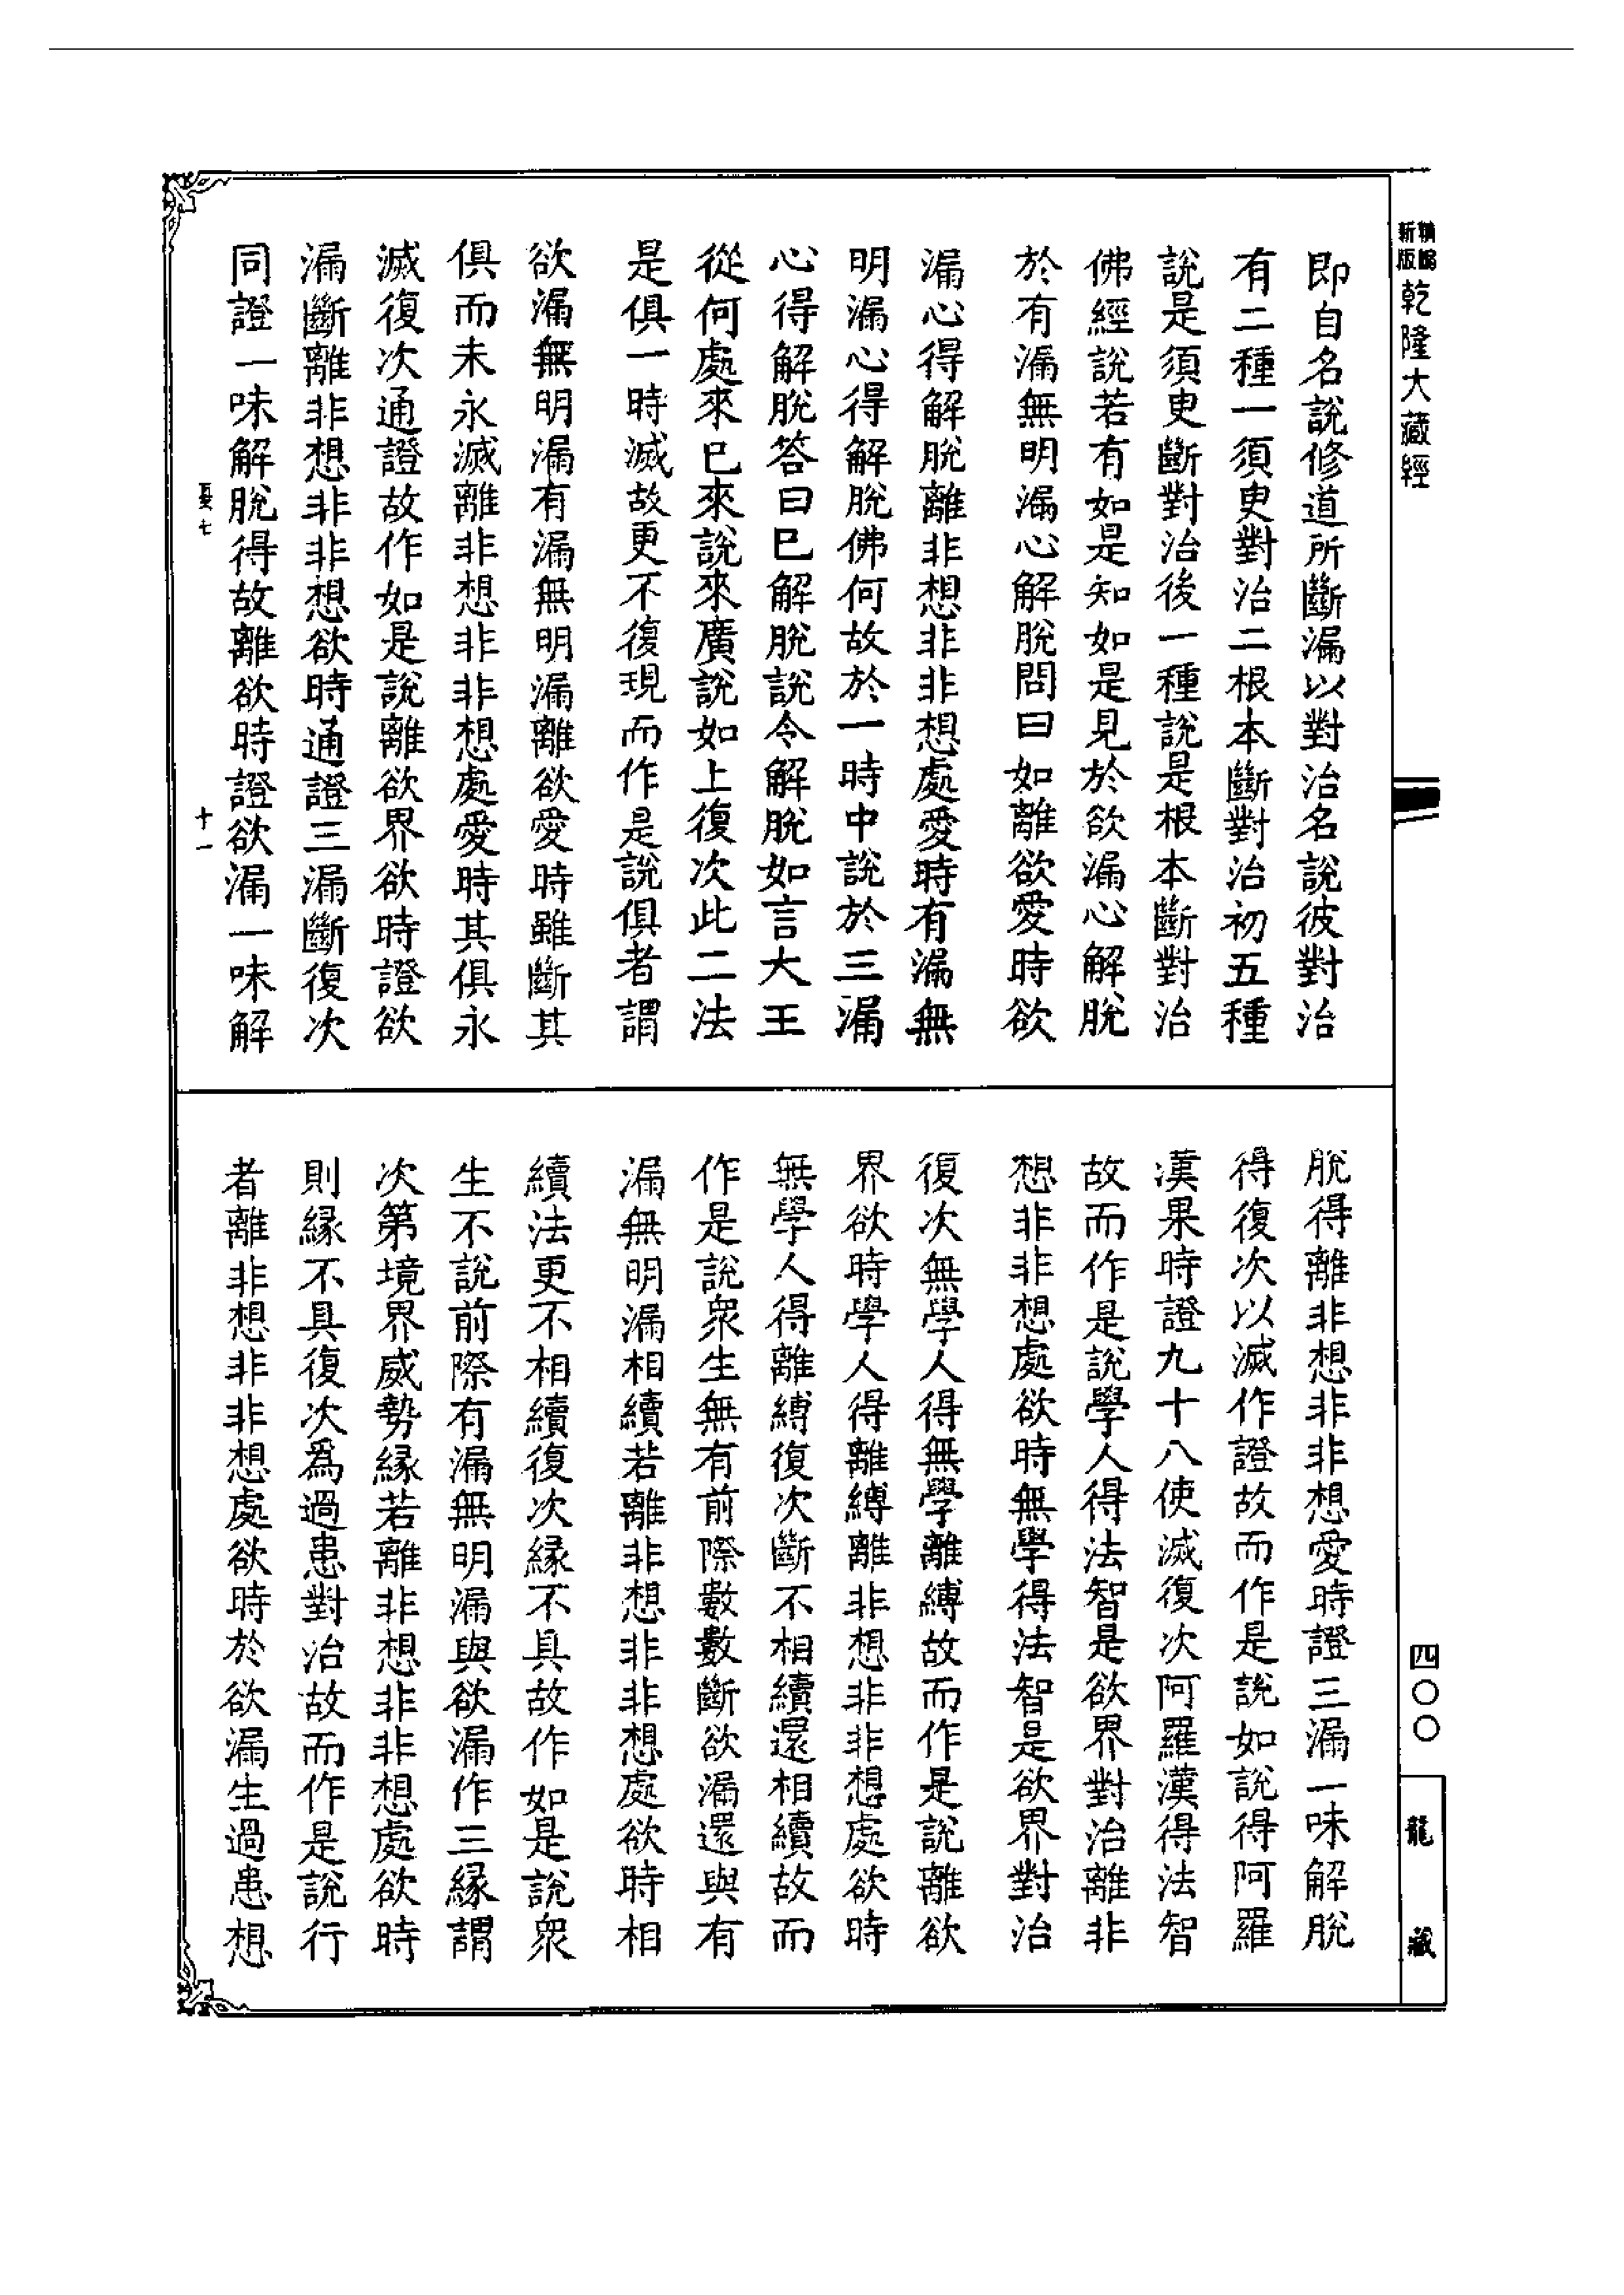 精編
新版
乾隆大藏經
即自名說修道所斷漏以對治名說彼對治
有二種一須臾對治二根本斷對治初五種
說是須臾斷對治後一種說是根本斷對治
佛經說若有如是知如是見於欲漏心解脫
於有漏無明漏心解脫問曰如離欲愛時欲
漏心得解脫離非想非非想處愛時有漏無
明漏心得解脫佛何故於一時中說於三漏
心得解脫答曰已解脫說令解脫如言大王
從何處來已來說來廣說如上復次此二法
是俱一時滅故更不復現而作是說俱者謂
欲漏無明漏有漏無明漏離欲愛時雖斷其
俱而未永滅離非想非非想處愛時其俱永
滅復次通證故作如是說離欲界欲時證欲
漏斷離非想非非想欲時通證三漏斷復次
同證一味解脫得故離欲時證欲漏一味解
脫得離非想非非想愛時證三漏一味解脫
得復次以滅作證故而作是說如說得阿羅
漢果時證九十八使滅復次阿羅漢得法智
故而作是說學人得法智是欲界對治離非
想非非想處欲時無學得法智是欲界對治
復次無學人得無學離縛故而作是說離欲
界欲時學人得離縛離非想非非想處欲時
無學人得離縛復次斷不相續還相續故而
作是說眾生無有前際數數斷欲漏還與有
漏無明漏相續若離非想非非想處欲時相
續法更不相續復次緣不具故作如是說眾
生不說前際有漏無明漏與欲漏作三緣謂
次第境界威勢緣若離非想非非想處欲時
則緣不具復次為過患對治故而作是說行
者離非想非非想處欲時於欲漏生過患想
憂七
十一
四〇〇
龍藏